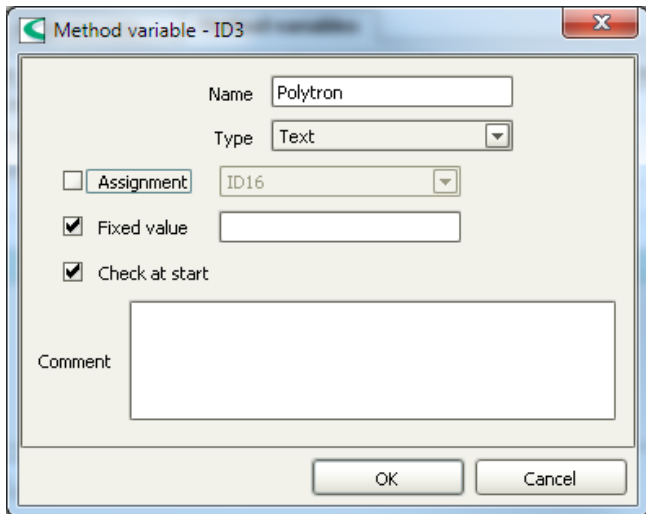 Method variable - ID3
Name Polytron
Type Text
Assignment ID16
Fixed value
Check at start
Comment
OK Cancel